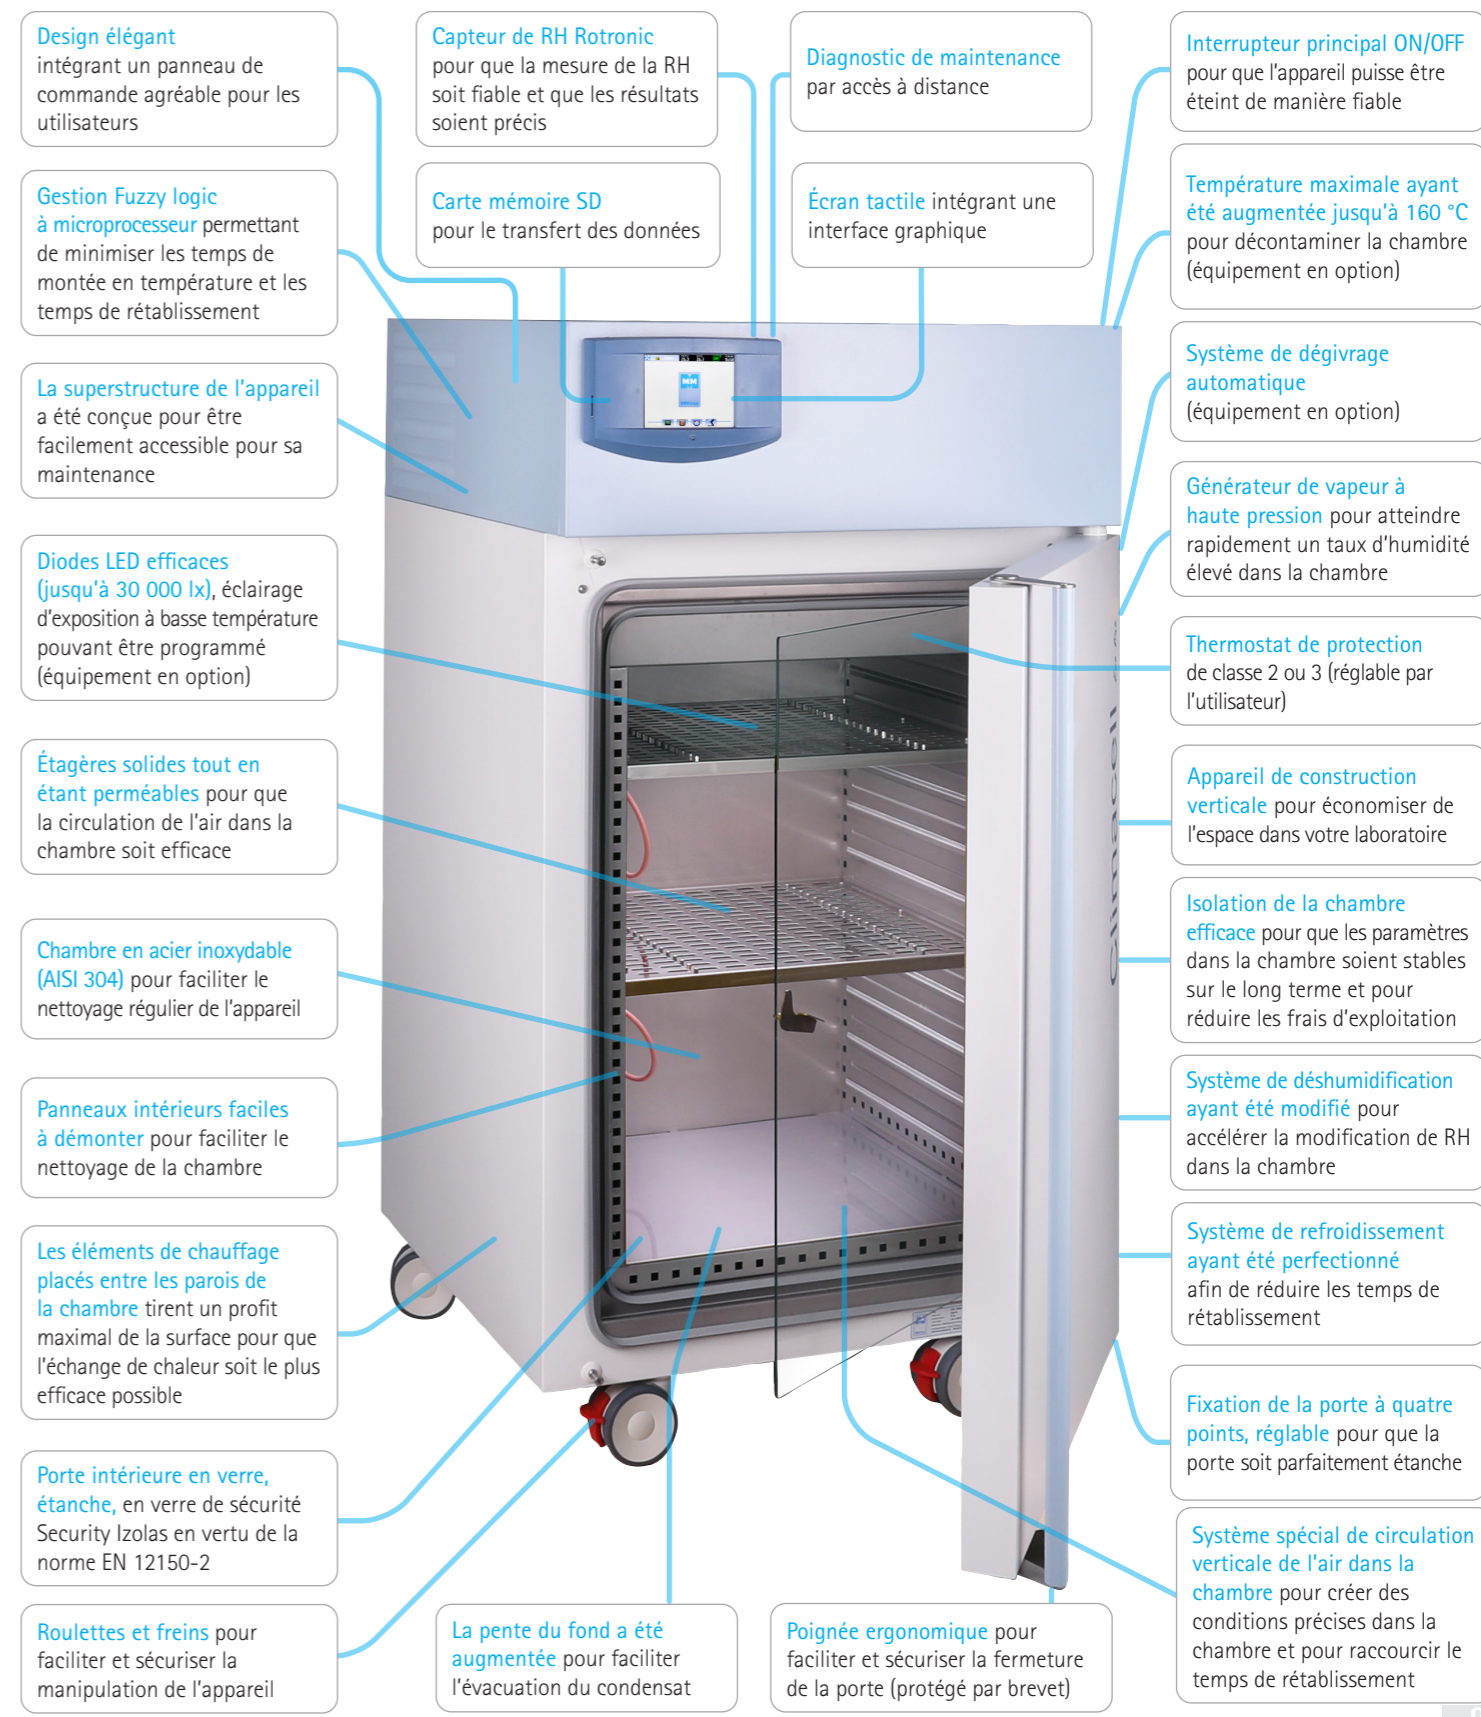 Design élégant
intégrant un panneau de
commande agréable pour les
utilisateurs
Capteur de RH Rotronic
pour que la mesure de la RH
soit fiable et que les résultats
soient précis
Diagnostic de maintenance
par accès à distance
Interrupteur principal ON/OFF
pour que l'appareil puisse être
éteint de manière fiable
Gestion Fuzzy logic
à microprocesseur permettant
de minimiser les temps de
montée en température et les
temps de rétablissement
Carte mémoire SD
pour le transfert des données
Écran tactile intégrant une
interface graphique
Température maximale ayant
été augmentée jusqu'à 160 °C
pour décontaminer la chambre
(équipement en option)
La superstructure de l'appareil
a été conçue pour être
facilement accessible pour sa
maintenance
Système de dégivrage
automatique
(équipement en option)
Diodes LED efficaces
(jusqu'à 30 000 lx), éclairage
d'exposition à basse température
pouvant être programmé
(équipement en option)
Générateur de vapeur à
haute pression pour atteindre
rapidement un taux d'humidité
élevé dans la chambre
Thermostat de protection
de classe 2 ou 3 (réglable par
l'utilisateur)
Étagères solides tout en
étant perméables pour que
la circulation de l'air dans la
chambre soit efficace
Appareil de construction
verticale pour économiser de
l'espace dans votre laboratoire
Chambre en acier inoxydable
(AISI 304) pour faciliter le
nettoyage régulier de l'appareil
Isolation de la chambre
efficace pour que les paramètres
dans la chambre soient stables
sur le long terme et pour
réduire les frais d'exploitation
Panneaux intérieurs faciles
à démonter pour faciliter le
nettoyage de la chambre
Système de déshumidification
ayant été modifié pour
accélérer la modification de RH
dans la chambre
Les éléments de chauffage
placés entre les parois de
la chambre tirent un profit
maximal de la surface pour que
l'échange de chaleur soit le plus
efficace possible
Système de refroidissement
ayant été perfectionné
afin de réduire les temps de
rétablissement
Fixation de la porte à quatre
points, réglable pour que la
porte soit parfaitement étanche
Porte intérieure en verre,
étanche, en verre de sécurité
Security Izolas en vertu de la
norme EN 12150-2
Système spécial de circulation
verticale de l'air dans la
chambre pour créer des
conditions précises dans la
chambre et pour raccourcir le
temps de rétablissement
Roulettes et freins pour
faciliter et sécuriser la
manipulation de l'appareil
La pente du fond a été
augmentée pour faciliter
l'évacuation du condensat
Poignée ergonomique pour
faciliter et sécuriser la fermeture
de la porte (protégé par brevet)
MMM
Climacell